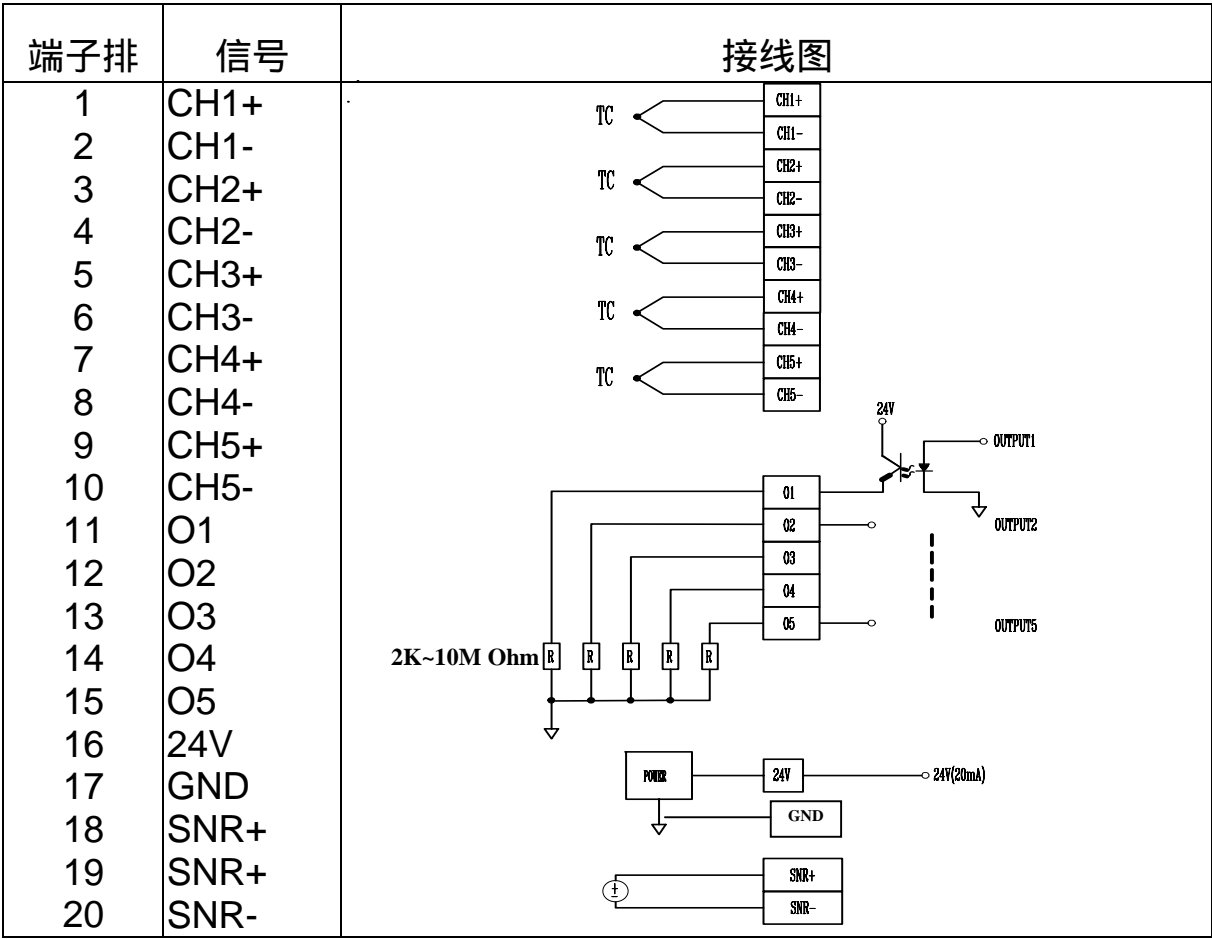 端子排 信号 接线图
1 CH1+
2 CH1-
3 CH2+
4 CH2-
5 CH3+
6 CH3-
7 CH4+
8 CH4-
9 CH5+
10 CH5-
11 O1
12 O2
13 O3
14 O4
15 O5
16 24V
17 GND
18 SNR+
19 SNR+
20 SNR-
TC CH1+
CH1-
TC CH2+
CH2-
TC CH3+
CH3-
TC CH4+
CH4-
TC CH5+
CH5-
24V
OUTPUT1
O1
O2 OUTPUT2
O3
O4
O5 OUTPUT5
2K~10M Ohm R R R R R
POWER 24V 24V(20mA)
GND
SNR+
±
SNR-